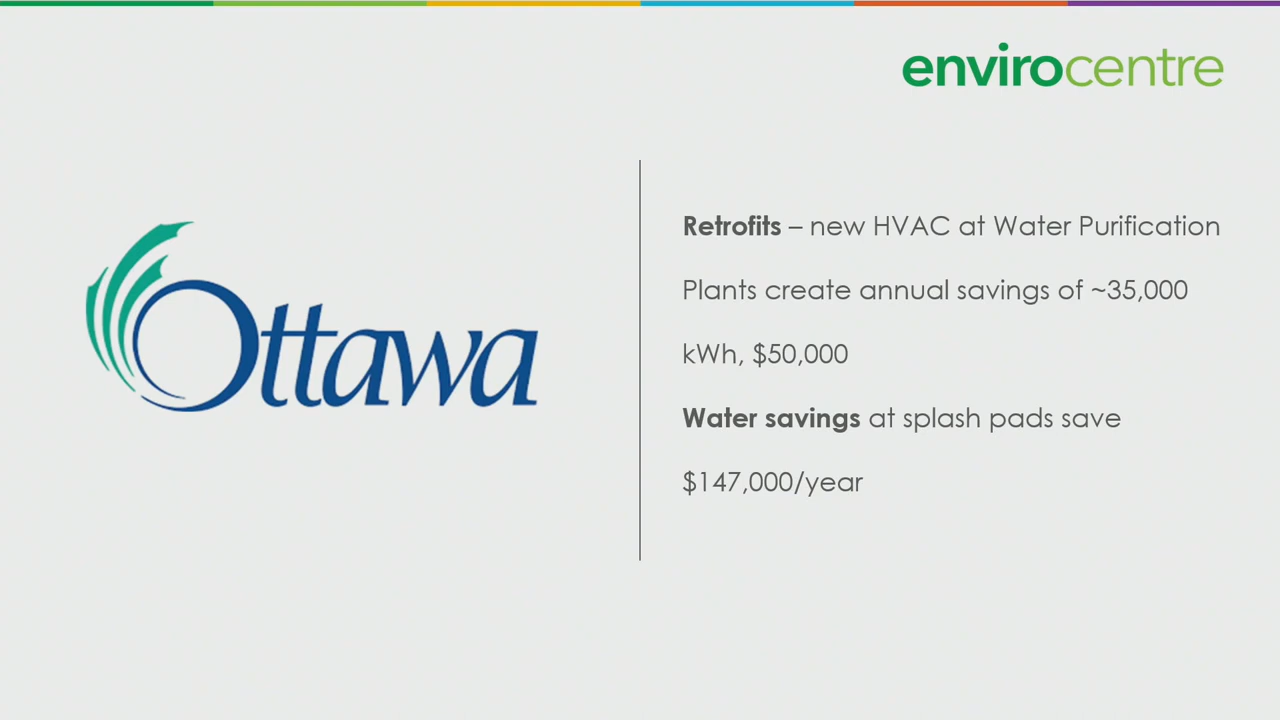 envirocentre
Ottawa
Retrofits – new HVAC at Water Purification
Plants create annual savings of ~35,000
kWh, $50,000
Water savings at splash pads save
$147,000/year